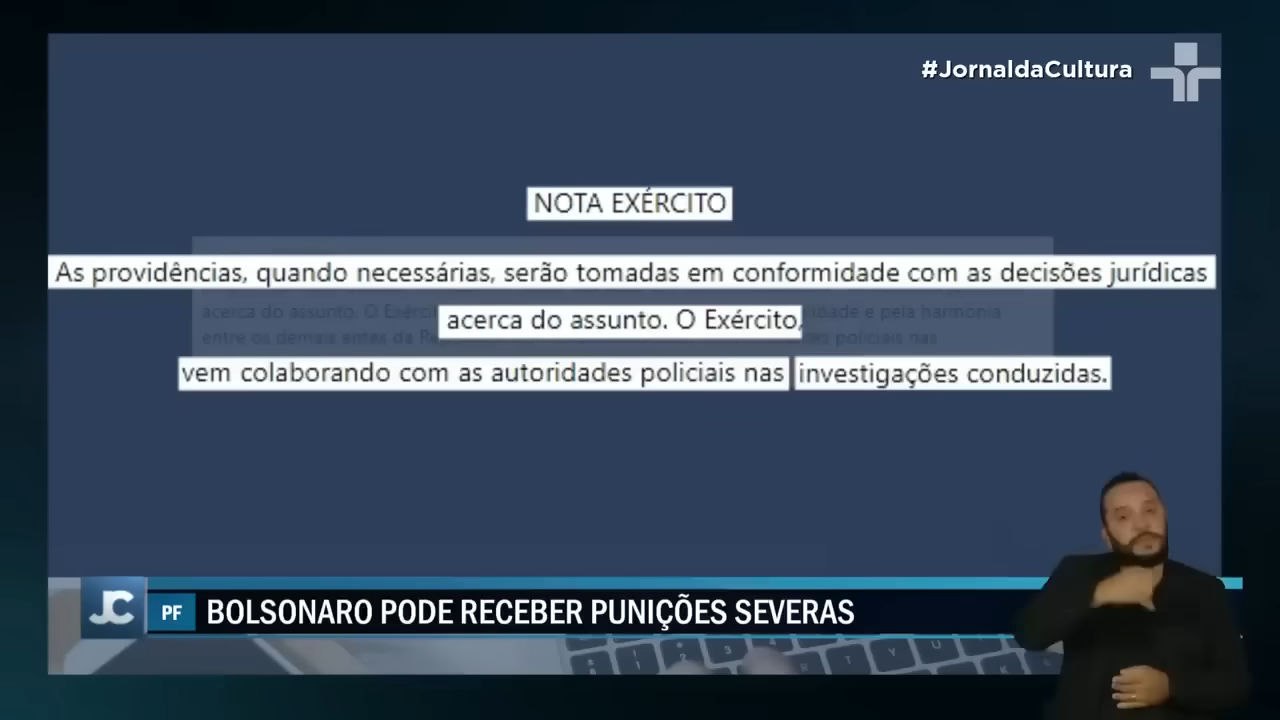 #JornaldaCultura
NOTA EXÉRCITO
As providências, quando necessárias, serão tomadas em conformidade com as decisões jurídicas
acerca do assunto. O Exército,
vem colaborando com as autoridades policiais nas investigações conduzidas.
JC PF BOLSONARO PODE RECEBER PUNIÇÕES SEVERAS